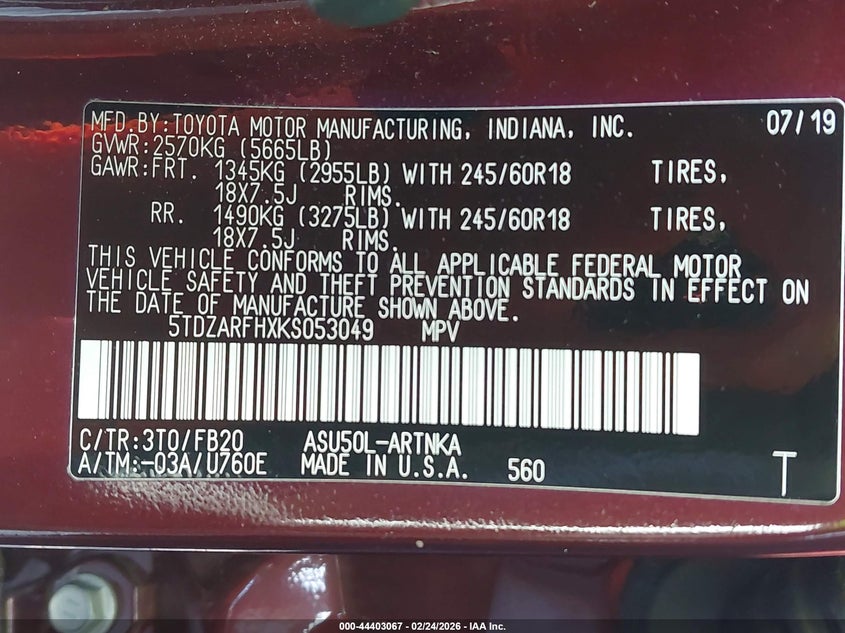 MFD.BY:TOYOTA MOTOR MANUFACTURING, INDIANA, INC. 07/19
GVWR:2570KG (5665LB)
GAWR:FRT. 1345KG (2955LB) WITH 245/60R18 TIRES,
18X7.5J RIMS.
RR. 1490KG (3275LB) WITH 245/60R18 TIRES,
18X7.5J RIMS.
THIS VEHICLE CONFORMS TO ALL APPLICABLE FEDERAL MOTOR
VEHICLE SAFETY AND THEFT PREVENTION STANDARDS IN EFFECT ON
THE DATE OF MANUFACTURE SHOWN ABOVE.
5TDZARFHXKS053049 MPV
C/TR:3T0/FB20 ASU50L-ARTNKA
A/TM:-03A/U760E MADE IN U.S.A. 560 T
000-44403067 - 02/24/2026 - IAA Inc.